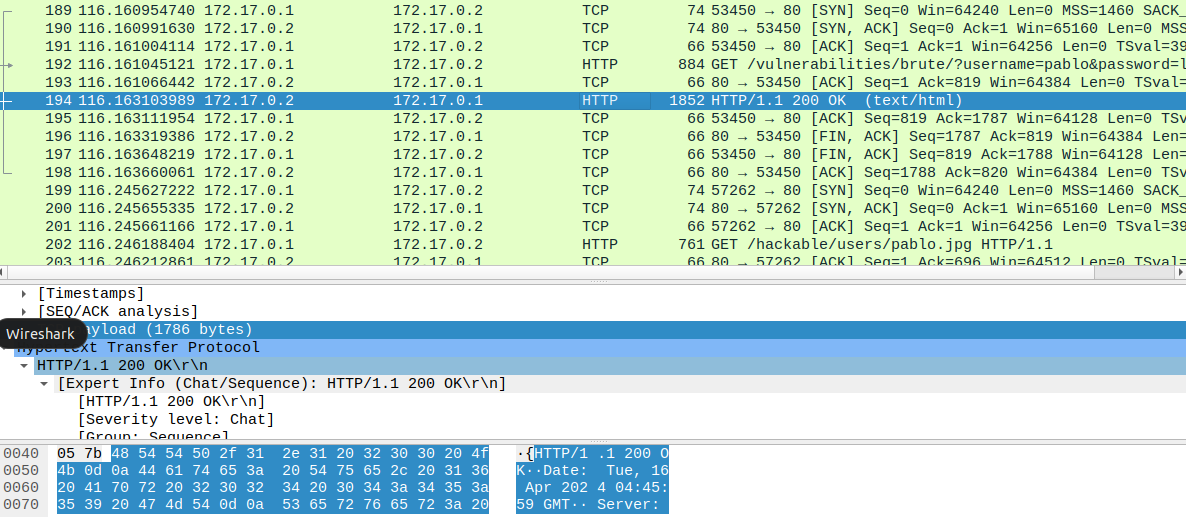 189 116.160954740 172.17.0.1 172.17.0.2 TCP 74 53450 → 80 [SYN] Seq=0 Win=64240 Len=0 MSS=1460 SACK_
190 116.160991630 172.17.0.2 172.17.0.1 TCP 74 80 → 53450 [SYN, ACK] Seq=0 Ack=1 Win=65160 Len=0 MS
191 116.161004114 172.17.0.1 172.17.0.2 TCP 66 53450 → 80 [ACK] Seq=1 Ack=1 Win=64256 Len=0 TSval=39
192 116.161045121 172.17.0.1 172.17.0.2 HTTP 884 GET /vulnerabilities/brute/?username=pablo&password=l
193 116.161066442 172.17.0.2 172.17.0.1 TCP 66 80 → 53450 [ACK] Seq=1 Ack=819 Win=64384 Len=0 TSval=
194 116.163103989 172.17.0.2 172.17.0.1 HTTP 1852 HTTP/1.1 200 OK (text/html)
195 116.163111954 172.17.0.1 172.17.0.2 TCP 66 53450 → 80 [ACK] Seq=819 Ack=1787 Win=64128 Len=0 TSv
196 116.163319386 172.17.0.2 172.17.0.1 TCP 66 80 → 53450 [FIN, ACK] Seq=1787 Ack=819 Win=64384 Len=
197 116.163648219 172.17.0.1 172.17.0.2 TCP 66 53450 → 80 [FIN, ACK] Seq=819 Ack=1788 Win=64128 Len=
198 116.163660061 172.17.0.2 172.17.0.1 TCP 66 80 → 53450 [ACK] Seq=1788 Ack=820 Win=64384 Len=0 TSv
199 116.245627222 172.17.0.1 172.17.0.2 TCP 74 57262 → 80 [SYN] Seq=0 Win=64240 Len=0 MSS=1460 SACK_
200 116.245655335 172.17.0.2 172.17.0.1 TCP 74 80 → 57262 [SYN, ACK] Seq=0 Ack=1 Win=65160 Len=0 MSS
201 116.245661166 172.17.0.1 172.17.0.2 TCP 66 57262 → 80 [ACK] Seq=1 Ack=1 Win=64256 Len=0 TSval=39
202 116.246188404 172.17.0.1 172.17.0.2 HTTP 761 GET /hackable/users/pablo.jpg HTTP/1.1
203 116.246212861 172.17.0.2 172.17.0.1 TCP 66 80 → 57262 [ACK] Seq=1 Ack=696 Win=64512 Len=0 TSval=
[Timestamps]
[SEQ/ACK analysis]
Wireshark yload (1786 bytes)
Hypertext Transfer Protocol
HTTP/1.1 200 OK\r\n
[Expert Info (Chat/Sequence): HTTP/1.1 200 OK\r\n]
[HTTP/1.1 200 OK\r\n]
[Severity level: Chat]
[Group: Sequence]
0040 05 7b 48 54 54 50 2f 31 2e 31 20 32 30 30 20 4f ·{HTTP/1 .1 200 O
0050 4b 0d 0a 44 61 74 65 3a 20 54 75 65 2c 20 31 36 K··Date: Tue, 16
0060 20 41 70 72 20 32 30 32 34 20 30 34 3a 34 35 3a Apr 202 4 04:45:
0070 35 39 20 47 4d 54 0d 0a 53 65 72 76 65 72 3a 20 59 GMT·· Server: